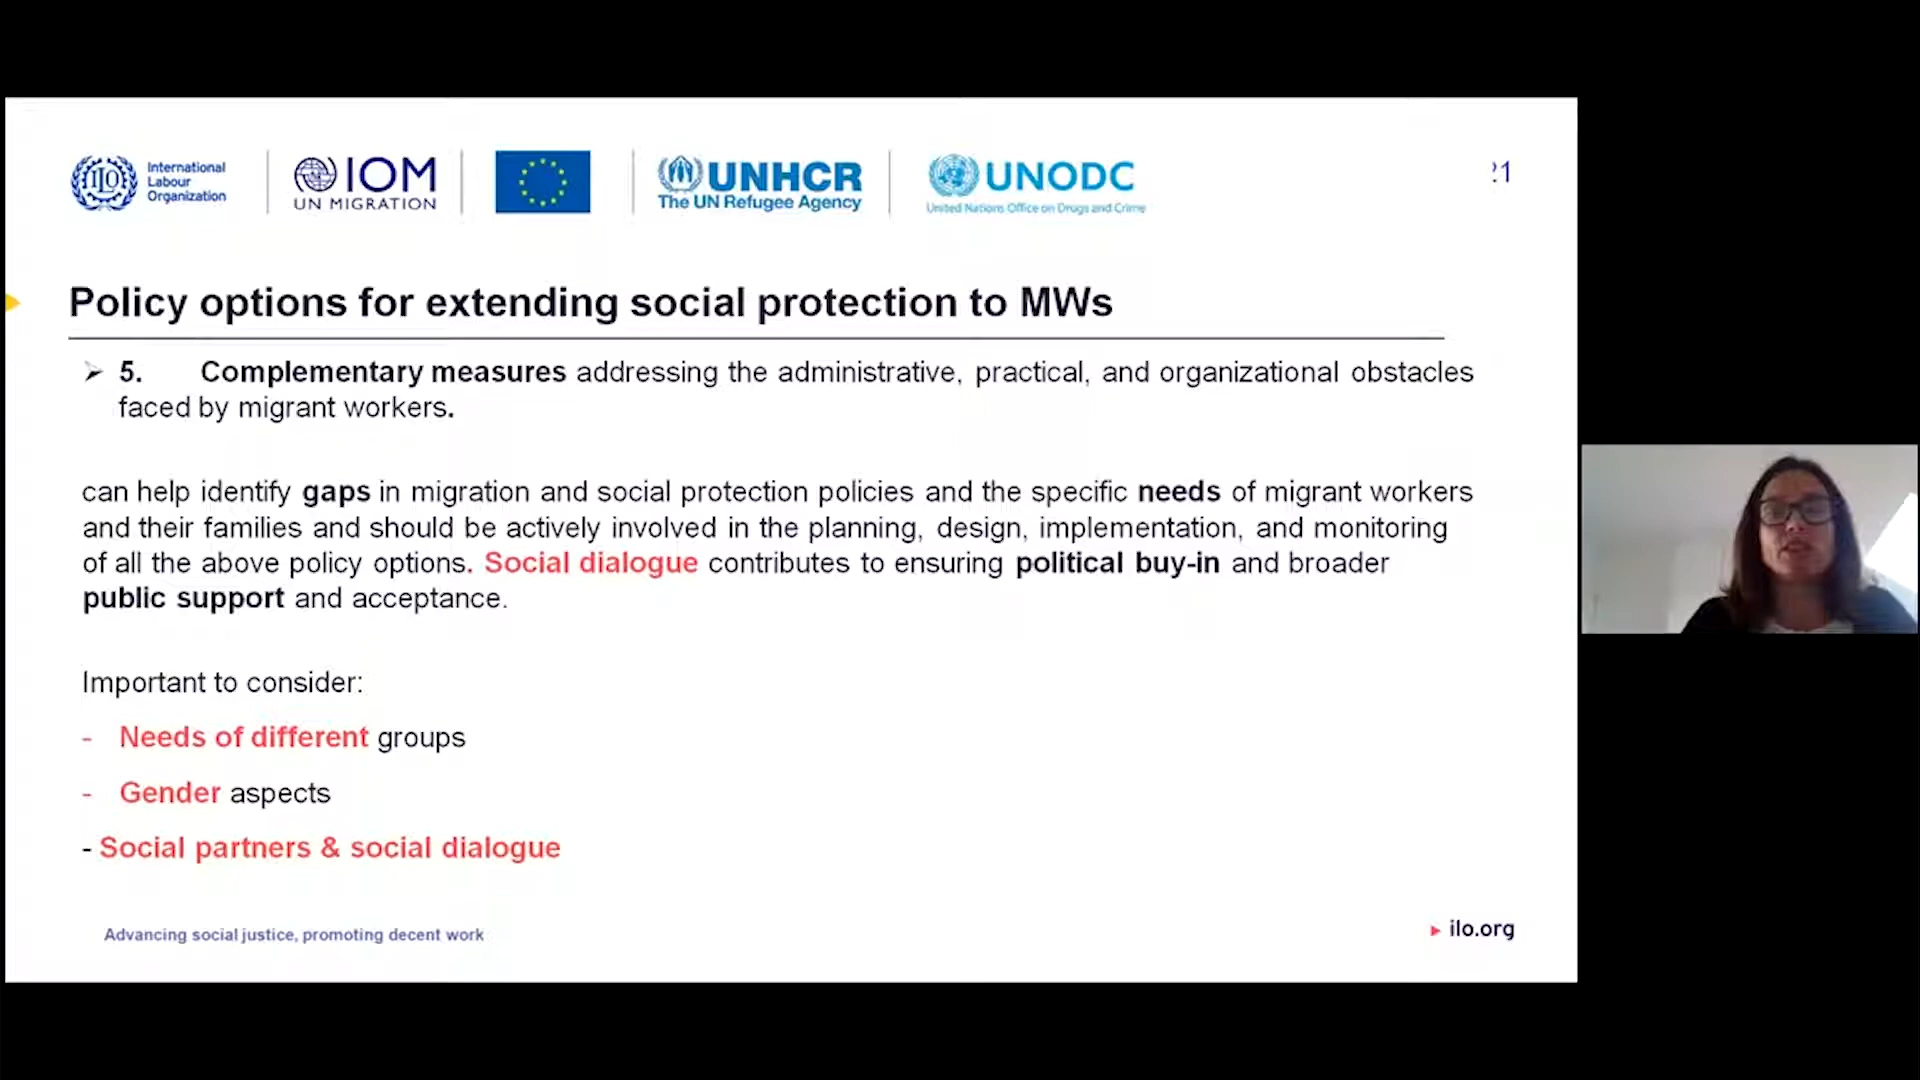 International
Labour
Organization
IOM
UN MIGRATION
UNHCR
The UN Refugee Agency
UNODC
United Nations Office on Drugs and Crime
21
Policy options for extending social protection to MWs
➢ 5. Complementary measures addressing the administrative, practical, and organizational obstacles
faced by migrant workers.
can help identify gaps in migration and social protection policies and the specific needs of migrant workers
and their families and should be actively involved in the planning, design, implementation, and monitoring
of all the above policy options. Social dialogue contributes to ensuring political buy-in and broader
public support and acceptance.
Important to consider:
- Needs of different groups
- Gender aspects
- Social partners & social dialogue
Advancing social justice, promoting decent work
ilo.org